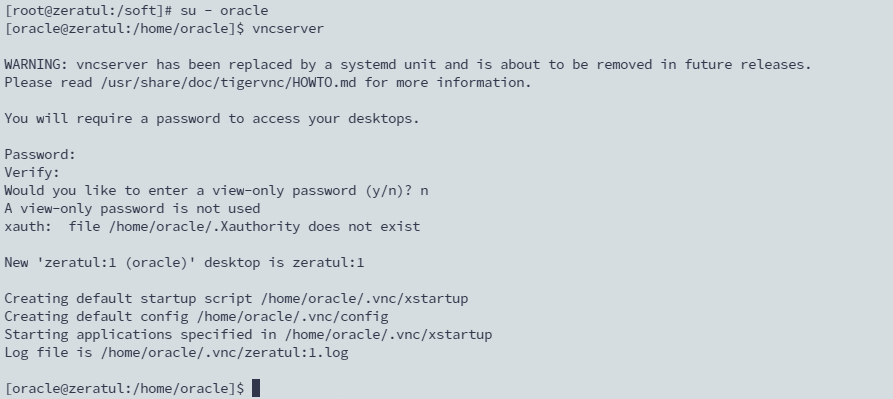 [root@zeratul:/soft]# su - oracle
[oracle@zeratul:/home/oracle]$ vncserver
WARNING: vncserver has been replaced by a systemd unit and is about to be removed in future releases.
Please read /usr/share/doc/tigervnc/HOWTO.md for more information.
You will require a password to access your desktops.
Password:
Verify:
Would you like to enter a view-only password (y/n)? n
A view-only password is not used
xauth:  file /home/oracle/.Xauthority does not exist
New 'zeratul:1 (oracle)' desktop is zeratul:1
Creating default startup script /home/oracle/.vnc/xstartup
Creating default config /home/oracle/.vnc/config
Starting applications specified in /home/oracle/.vnc/xstartup
Log file is /home/oracle/.vnc/zeratul:1.log
[oracle@zeratul:/home/oracle]$